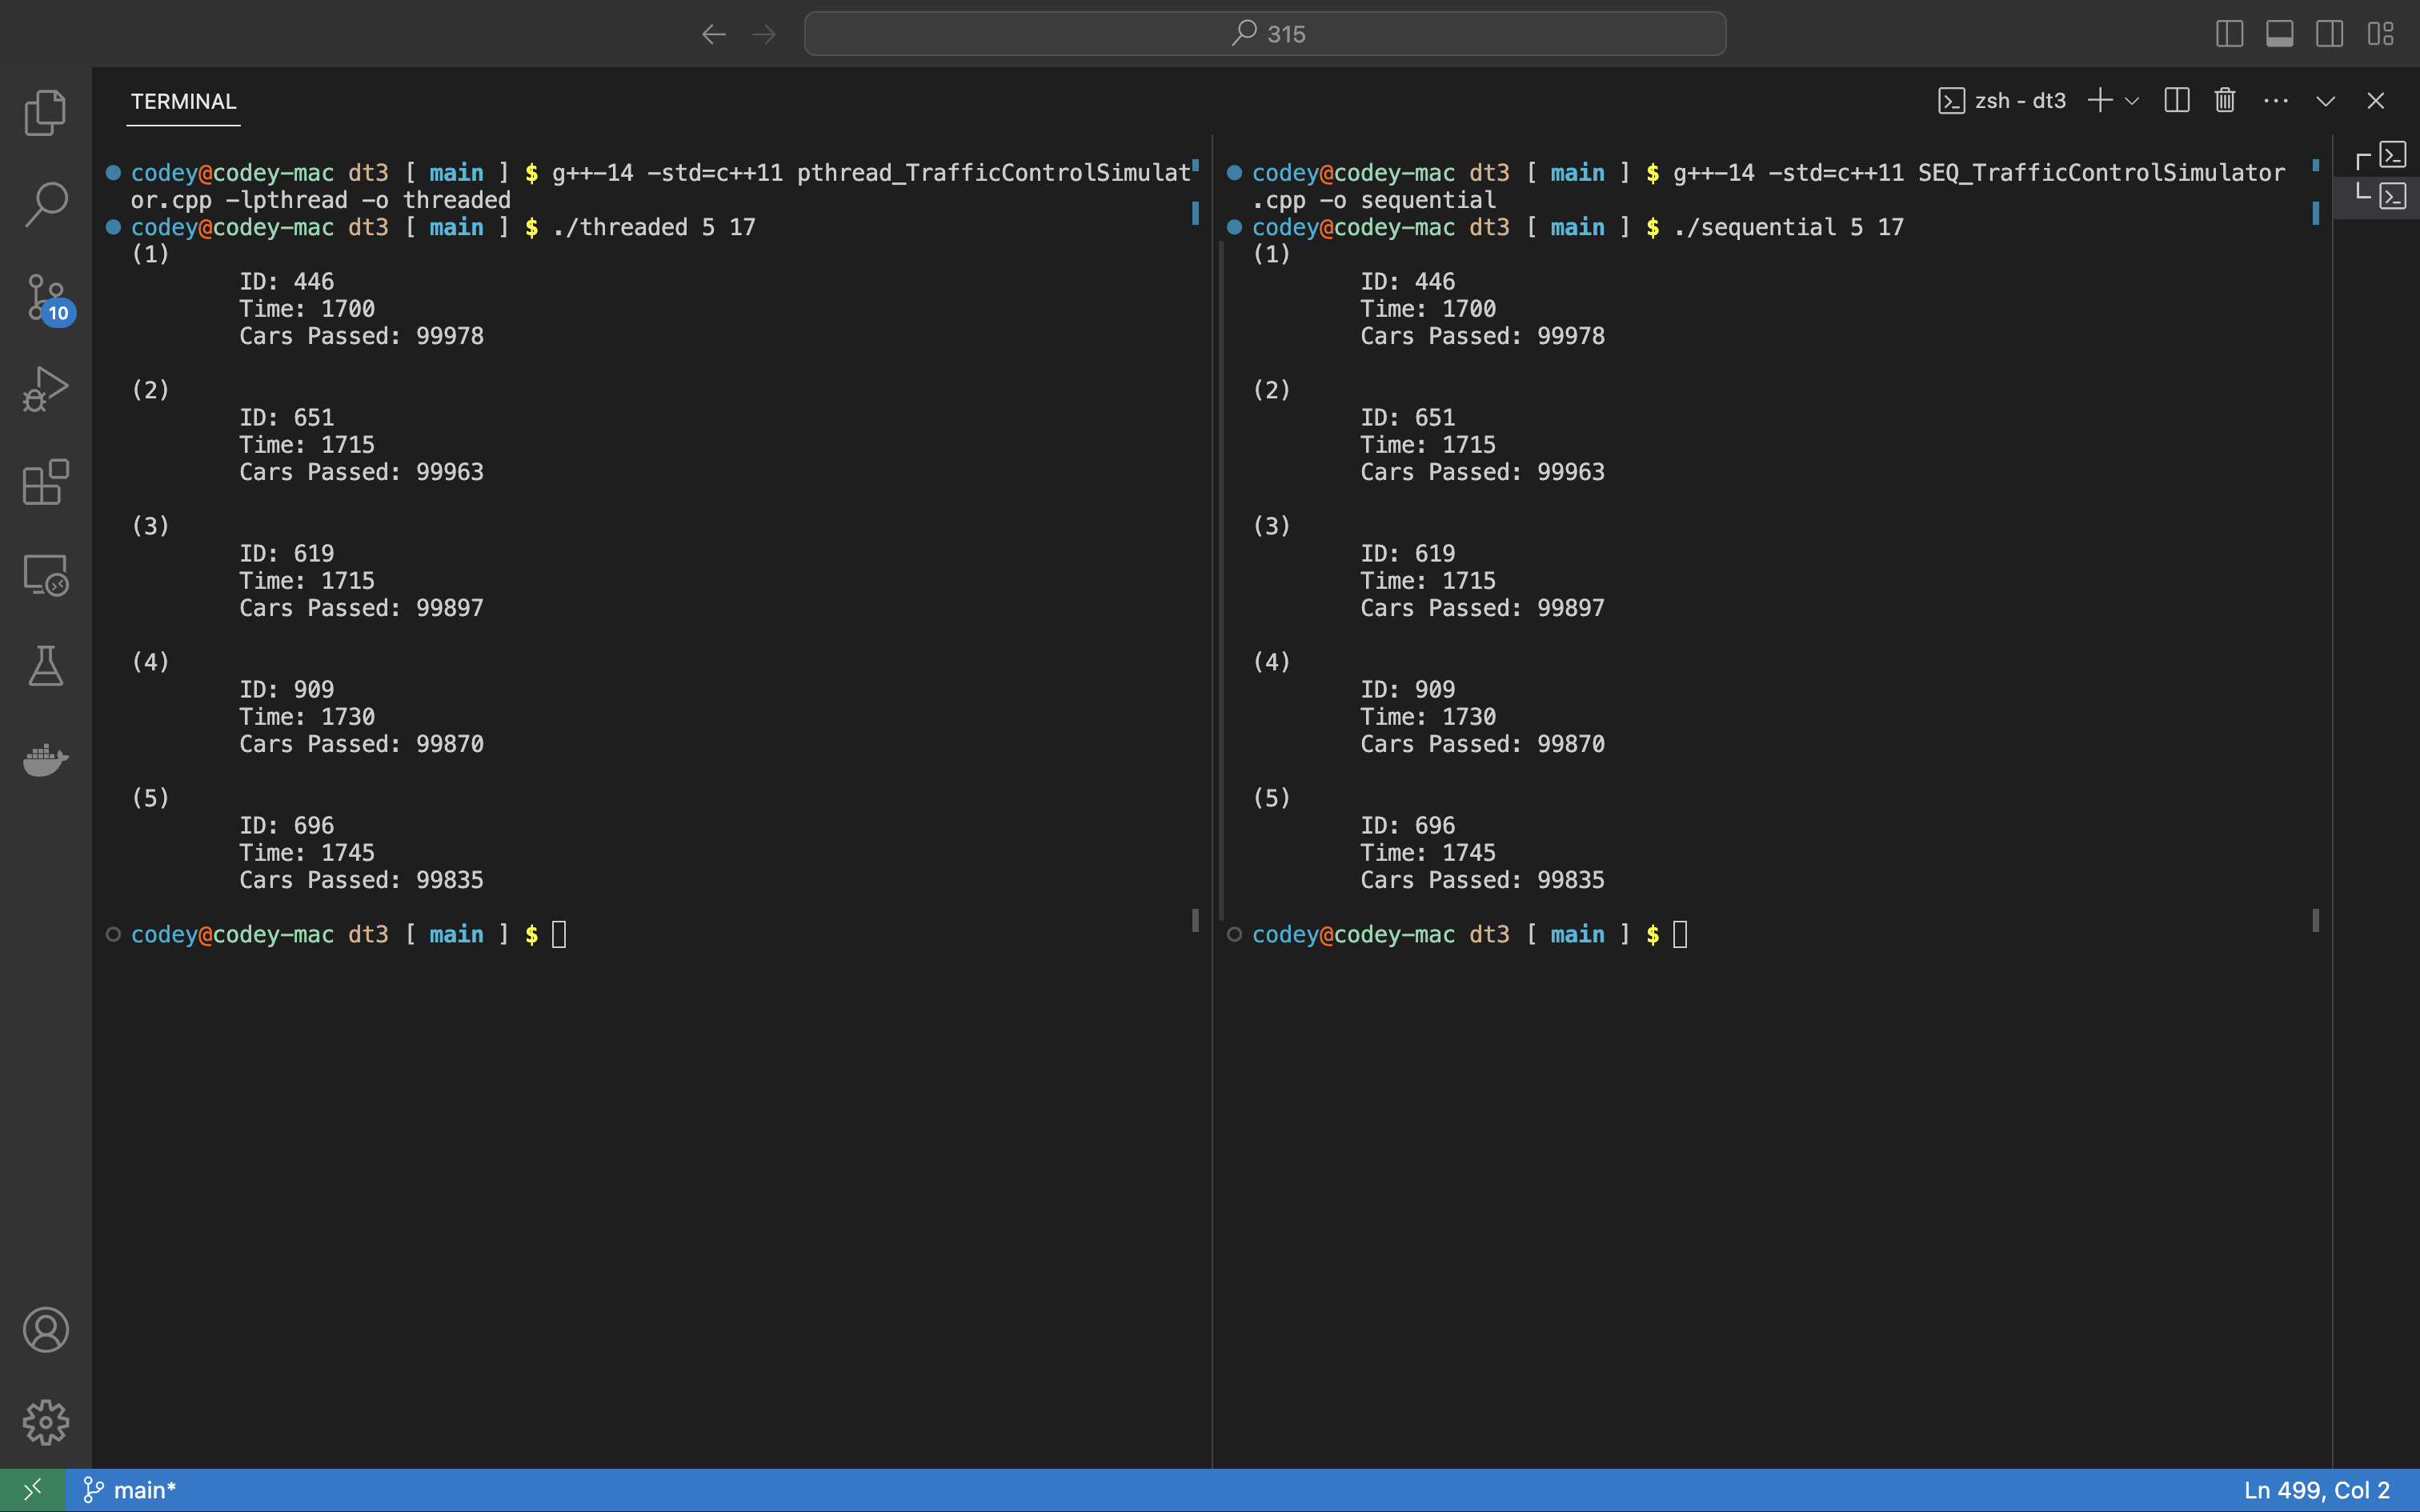 315
TERMINAL
zsh - dt3
codey@codey-mac dt3 [ main ] $ g++-14 -std=c++11 pthread_TrafficControlSimulat
or.cpp -lpthread -o threaded
codey@codey-mac dt3 [ main ] $ ./threaded 5 17
(1)
ID: 446
Time: 1700
Cars Passed: 99978
(2)
ID: 651
Time: 1715
Cars Passed: 99963
(3)
ID: 619
Time: 1715
Cars Passed: 99897
(4)
ID: 909
Time: 1730
Cars Passed: 99870
(5)
ID: 696
Time: 1745
Cars Passed: 99835
codey@codey-mac dt3 [ main ] $
codey@codey-mac dt3 [ main ] $ g++-14 -std=c++11 SEQ_TrafficControlSimulator
.cpp -o sequential
codey@codey-mac dt3 [ main ] $ ./sequential 5 17
(1)
ID: 446
Time: 1700
Cars Passed: 99978
(2)
ID: 651
Time: 1715
Cars Passed: 99963
(3)
ID: 619
Time: 1715
Cars Passed: 99897
(4)
ID: 909
Time: 1730
Cars Passed: 99870
(5)
ID: 696
Time: 1745
Cars Passed: 99835
codey@codey-mac dt3 [ main ] $
10
main*
Ln 499, Col 2